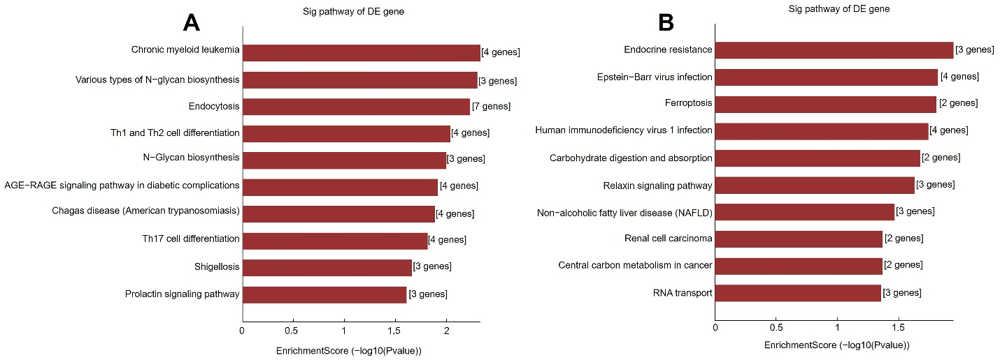 A
Sig pathway of DE gene
Chronic myeloid leukemia [4 genes]
Various types of N−glycan biosynthesis [3 genes]
Endocytosis [7 genes]
Th1 and Th2 cell differentiation [4 genes]
N−Glycan biosynthesis [3 genes]
AGE−RAGE signaling pathway in diabetic complications [4 genes]
Chagas disease (American trypanosomiasis) [4 genes]
Th17 cell differentiation [4 genes]
Shigellosis [3 genes]
Prolactin signaling pathway [3 genes]
0 0.5 1 1.5 2
EnrichmentScore (−log10(Pvalue))
B
Sig pathway of DE gene
Endocrine resistance [3 genes]
Epstein−Barr virus infection [4 genes]
Ferroptosis [2 genes]
Human immunodeficiency virus 1 infection [4 genes]
Carbohydrate digestion and absorption [2 genes]
Relaxin signaling pathway [3 genes]
Non−alcoholic fatty liver disease (NAFLD) [3 genes]
Renal cell carcinoma [2 genes]
Central carbon metabolism in cancer [2 genes]
RNA transport [3 genes]
0 0.5 1 1.5
EnrichmentScore (−log10(Pvalue))